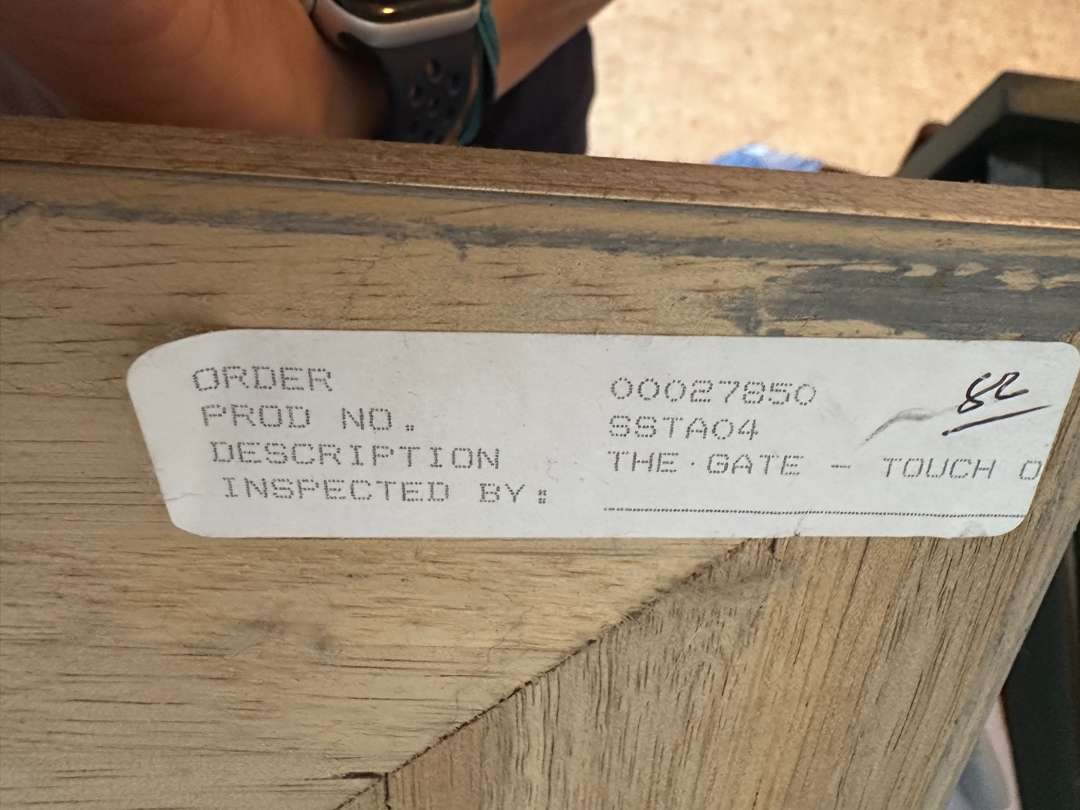 ORDER 00027850
PROD NO. SSTA04
DESCRIPTION THE GATE - TOUCH O
INSPECTED BY: